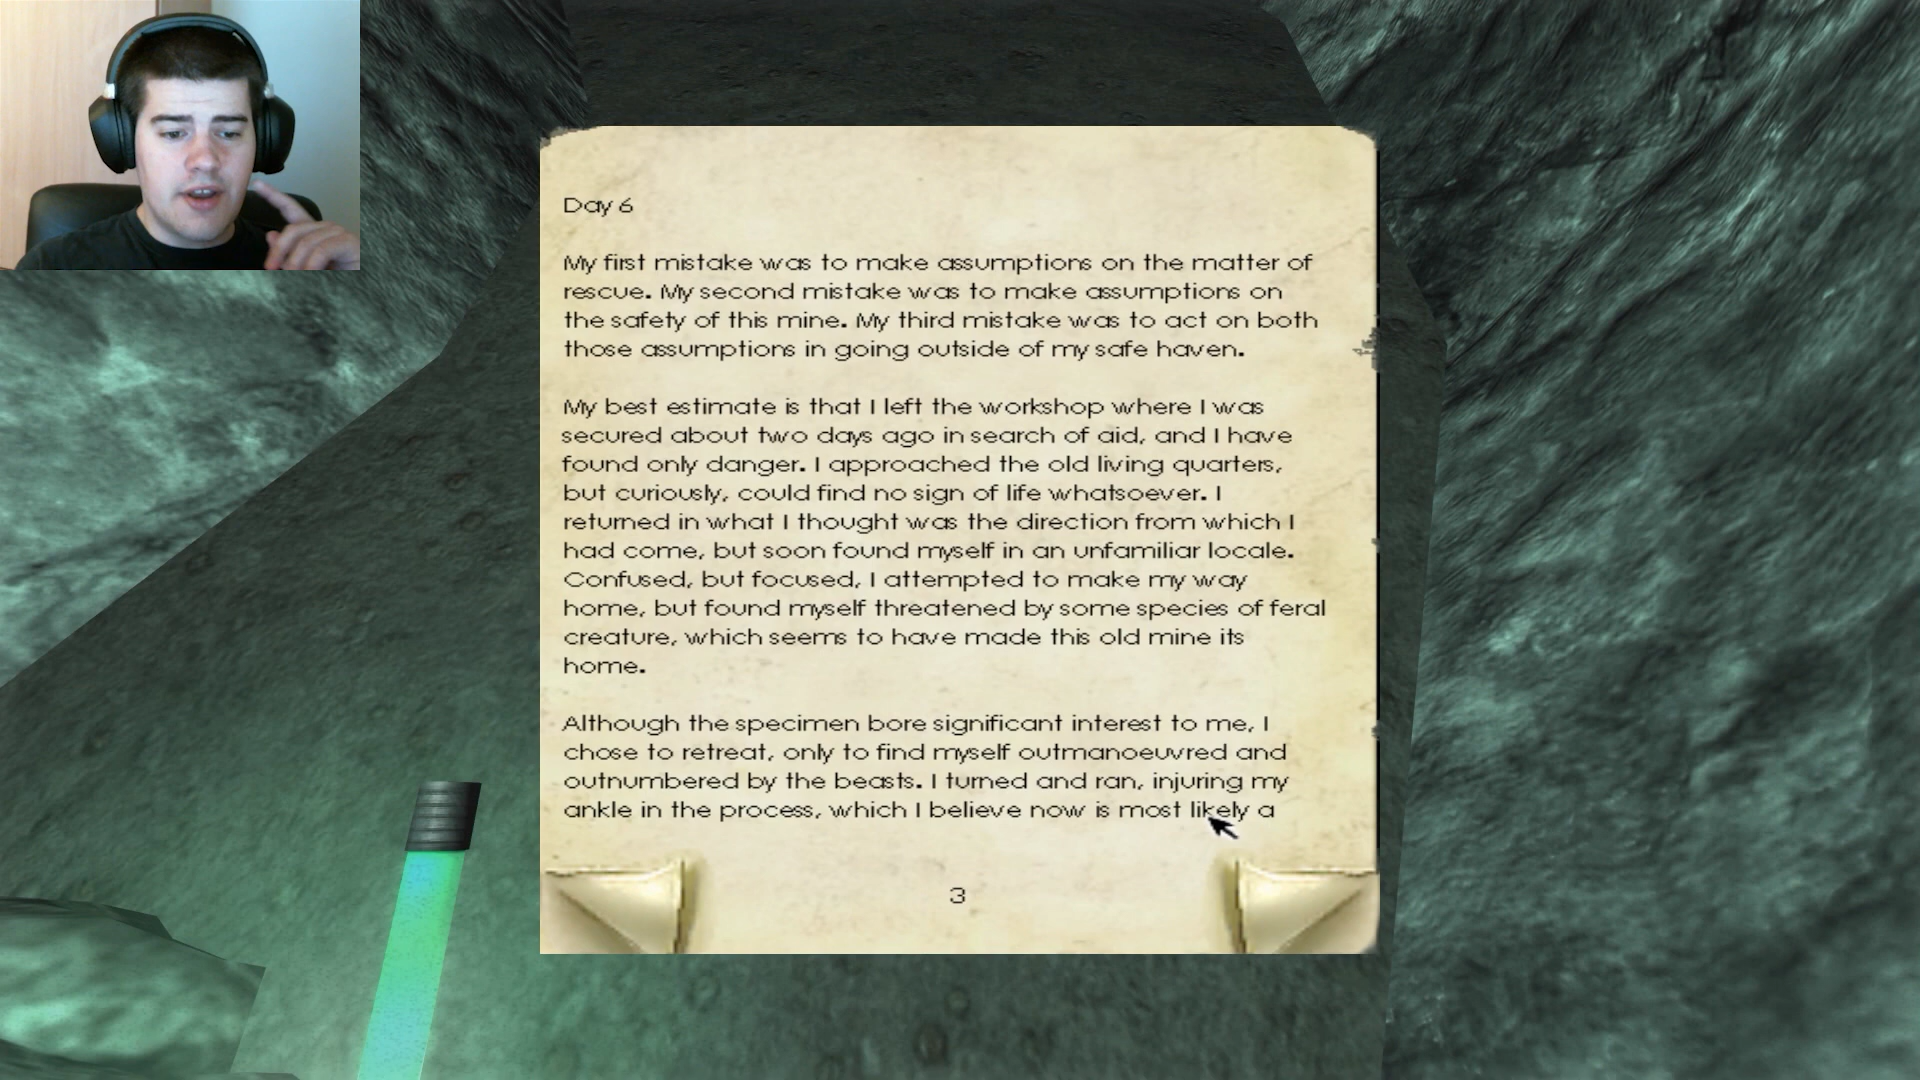 Day 6
My first mistake was to make assumptions on the matter of
rescue. My second mistake was to make assumptions on
the safety of this mine. My third mistake was to act on both
those assumptions in going outside of my safe haven.
My best estimate is that I left the workshop where I was
secured about two days ago in search of aid, and I have
found only danger. I approached the old living quarters,
but curiously, could find no sign of life whatsoever. I
returned in what I thought was the direction from which I
had come, but soon found myself in an unfamiliar locale.
Confused, but focused, I attempted to make my way
home, but found myself threatened by some species of feral
creature, which seems to have made this old mine its
home.
Although the specimen bore significant interest to me, I
chose to retreat, only to find myself outmanoeuvred and
outnumbered by the beasts. I turned and ran, injuring my
ankle in the process, which I believe now is most likely a
3